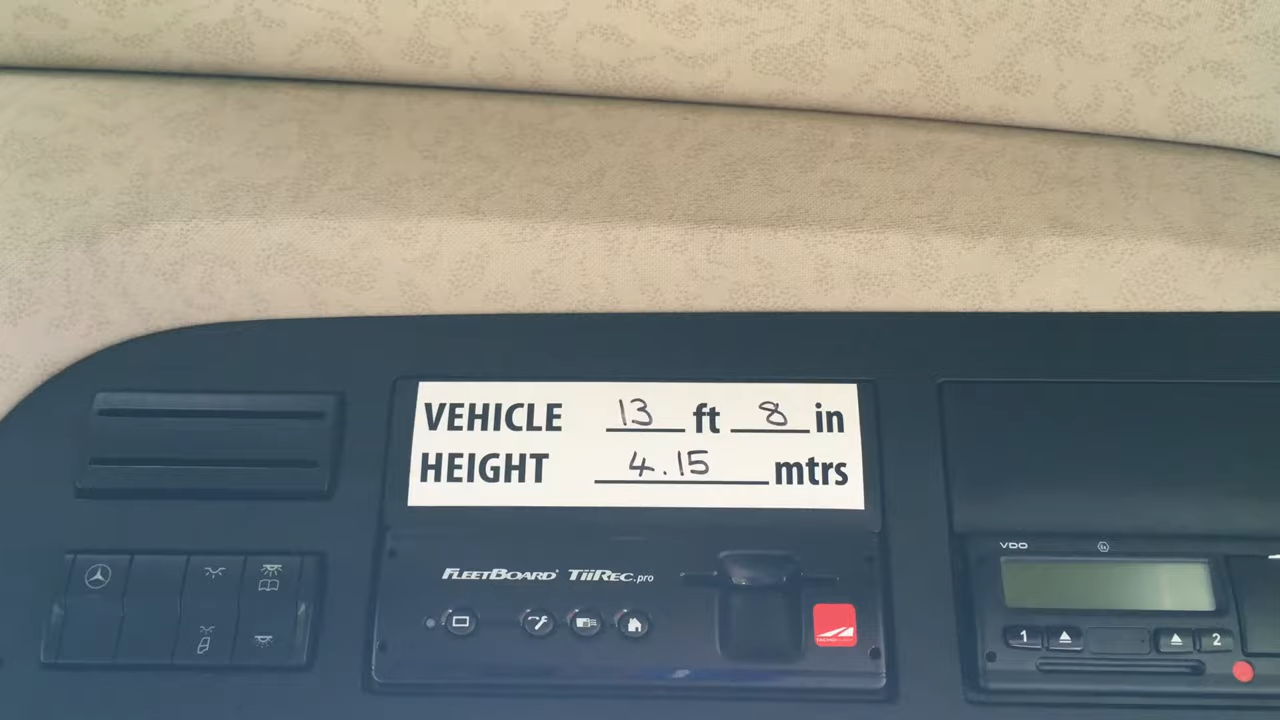 VEHICLE 13 ft 8 in
HEIGHT 4.15 mtrs
FLEETBOARD® TiiREC.pro
VDO
1
2